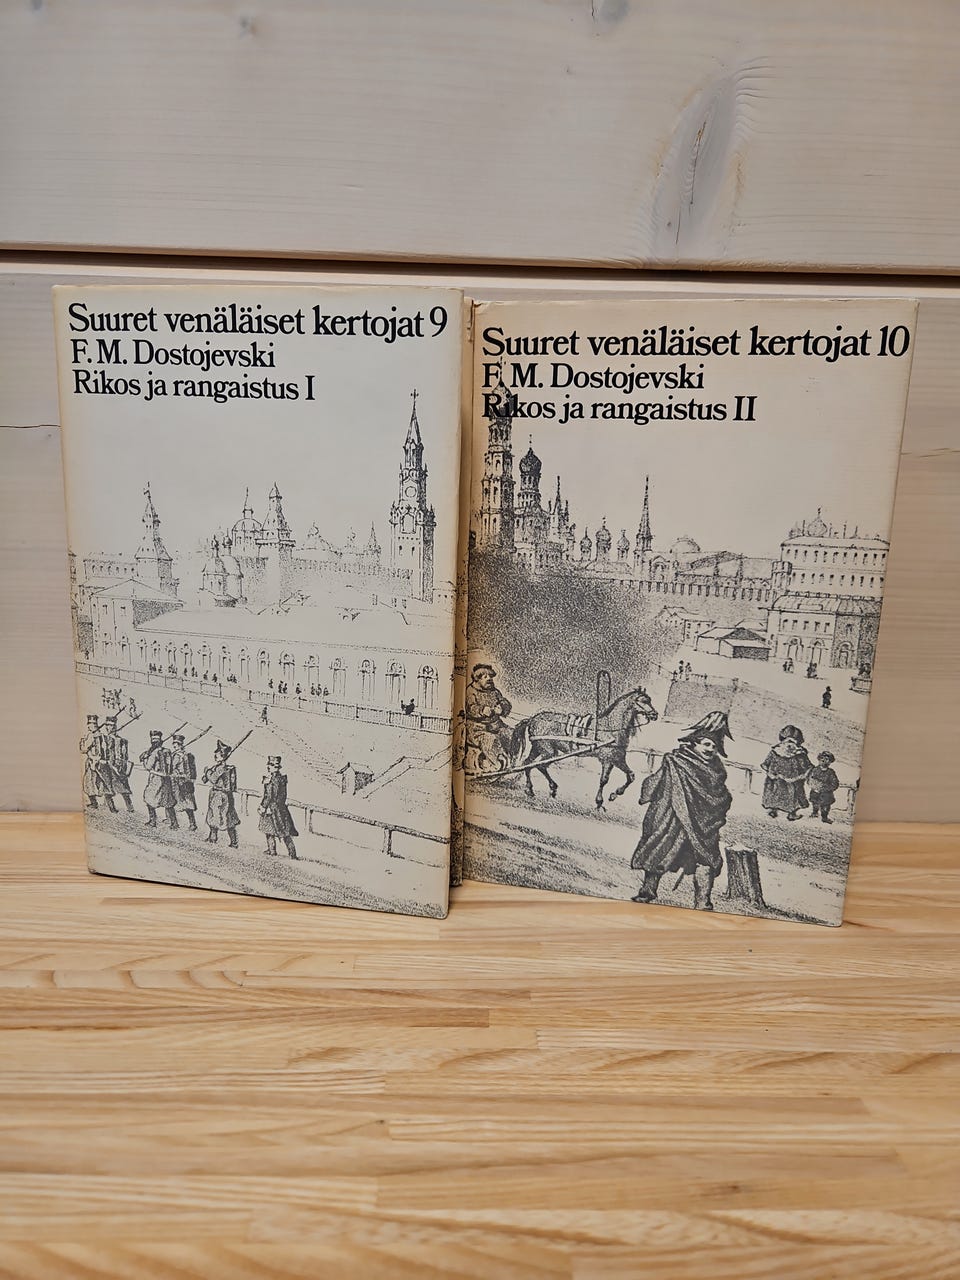 Suuret venäläiset kertojat 9
F. M. Dostojevski
Rikos ja rangaistus I
Suuret venäläiset kertojat 10
F. M. Dostojevski
Rikos ja rangaistus II